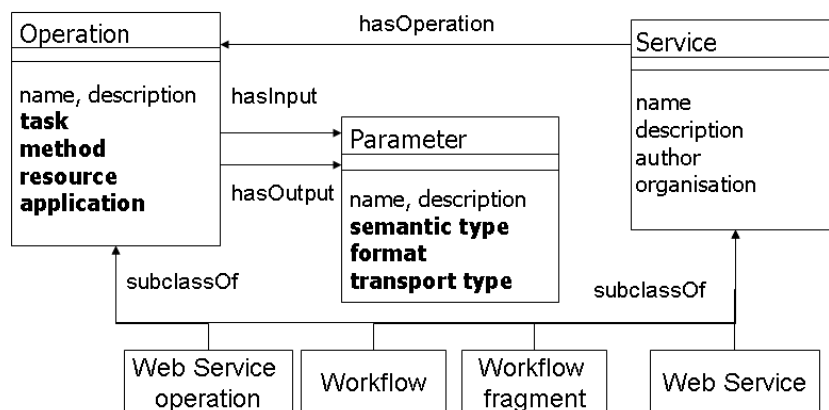 Operation
hasOperation
Service
name, description
task
method
resource
application
hasInput
hasOutput
Parameter
name, description
semantic type
format
transport type
name
description
author
organisation
subclassOf
subclassOf
Web Service
operation
Workflow
Workflow
fragment
Web Service